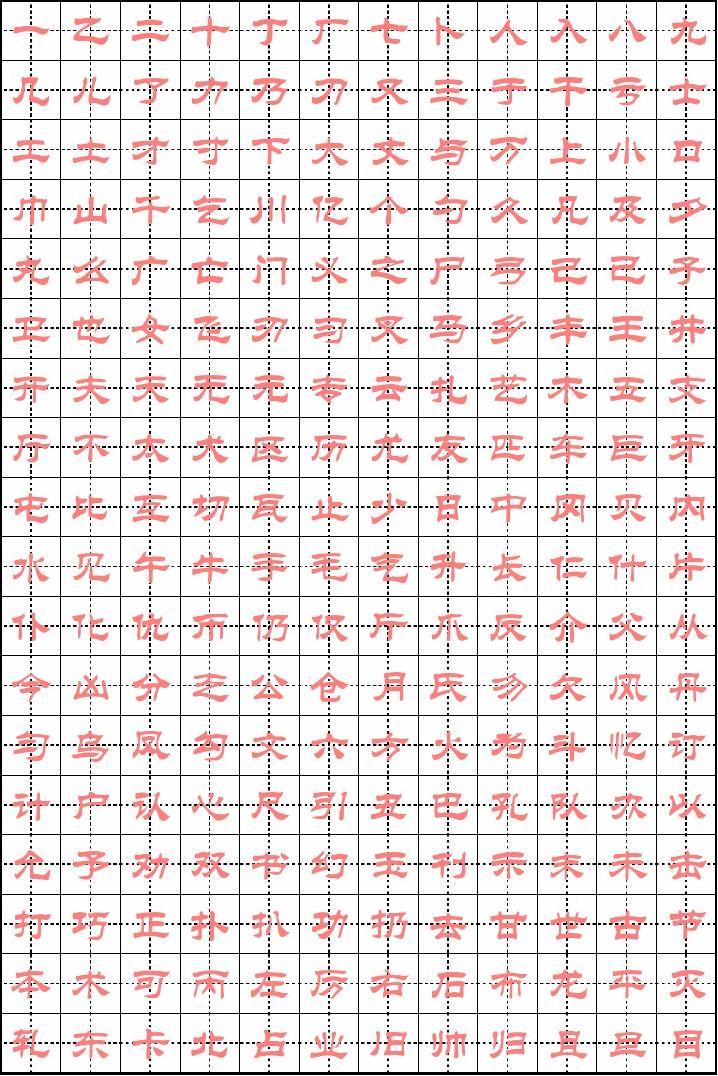 一乙二十丁厂七卜人入八九
几儿了力乃刀又三于干亏士
工土才寸下大丈与万上小口
巾山千乞川亿个勺久凡及夕
丸么广亡门义之尸弓己已子
卫也女飞刃习叉马乡丰王井
开夫天无元专云扎艺木五支
厅不太犬区历尤友匹车巨牙
屯比互切瓦止少日中冈贝内
水见午牛手毛气升长仁什片
仆化仇币仍仅斤爪反介父从
今凶分乏公仓月氏勿欠风丹
匀乌凤勾文六方火为斗忆订
计户认心尺引丑巴孔队办以
允予劝双书幻玉刊示末未击
打巧正扑扒功扔去甘世古节
本术可丙左厉右石布龙平灭
轧东卡北占业旧帅归且旦目